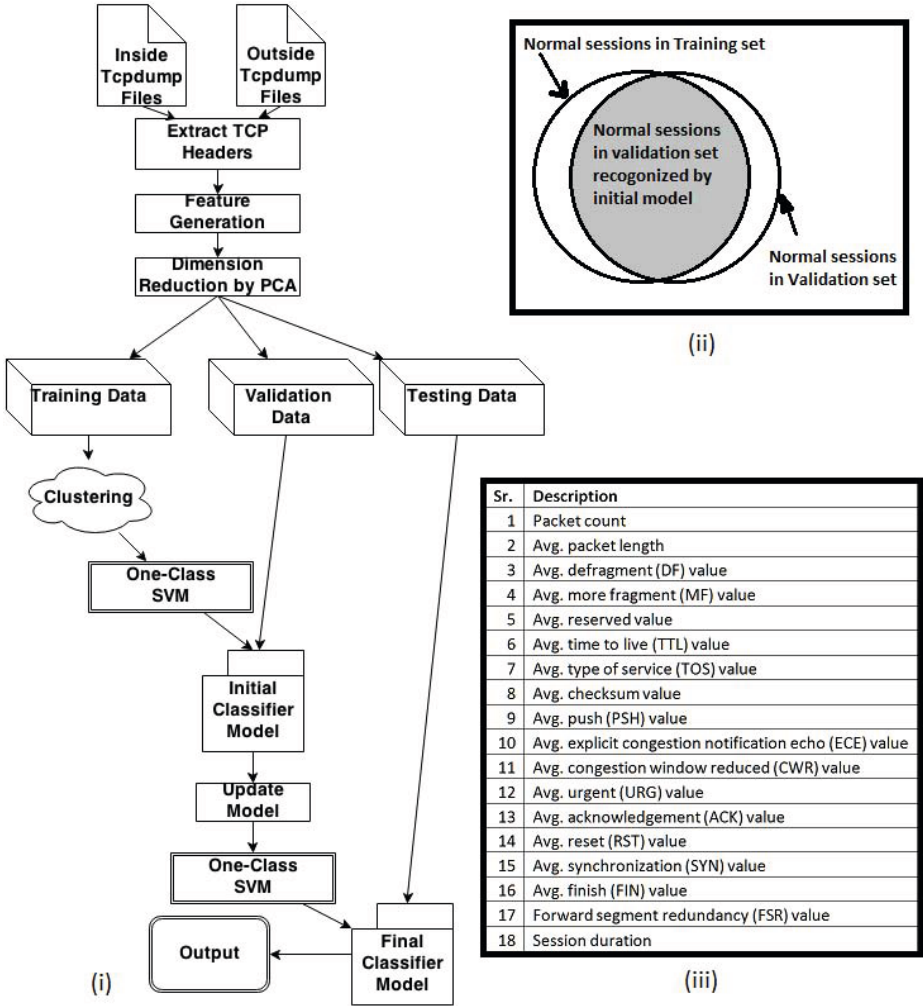 Inside
Tcpdump
Files
Outside
Tcpdump
Files
Extract TCP
Headers
Feature
Generation
Dimension
Reduction by PCA
Training Data
Validation
Data
Testing Data
Clustering
One-Class
SVM
Initial
Classifier
Model
Update
Model
One-Class
SVM
Final
Classifier
Model
Output
(i)
Normal sessions in Training set
Normal sessions
in validation set
recogonized by
initial model
Normal sessions
in Validation set
(ii)
Sr. Description
1 Packet count
2 Avg. packet length
3 Avg. defragment (DF) value
4 Avg. more fragment (MF) value
5 Avg. reserved value
6 Avg. time to live (TTL) value
7 Avg. type of service (TOS) value
8 Avg. checksum value
9 Avg. push (PSH) value
10 Avg. explicit congestion notification echo (ECE) value
11 Avg. congestion window reduced (CWR) value
12 Avg. urgent (URG) value
13 Avg. acknowledgement (ACK) value
14 Avg. reset (RST) value
15 Avg. synchronization (SYN) value
16 Avg. finish (FIN) value
17 Forward segment redundancy (FSR) value
18 Session duration
(iii)